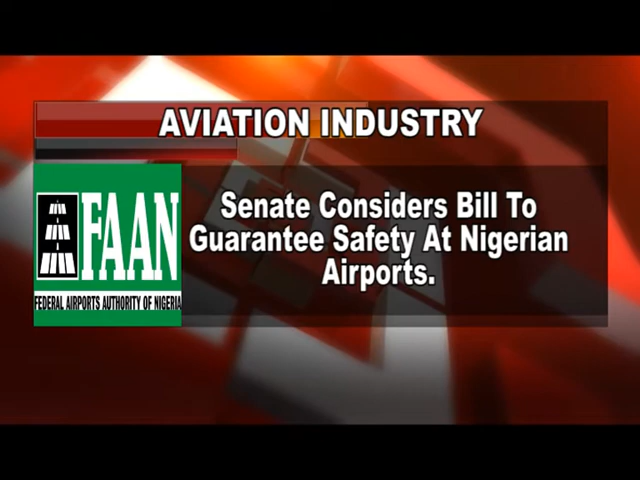 AVIATION INDUSTRY
FAAN
FEDERAL AIRPORTS AUTHORITY OF NIGERIA
Senate Considers Bill To
Guarantee Safety At Nigerian
Airports.